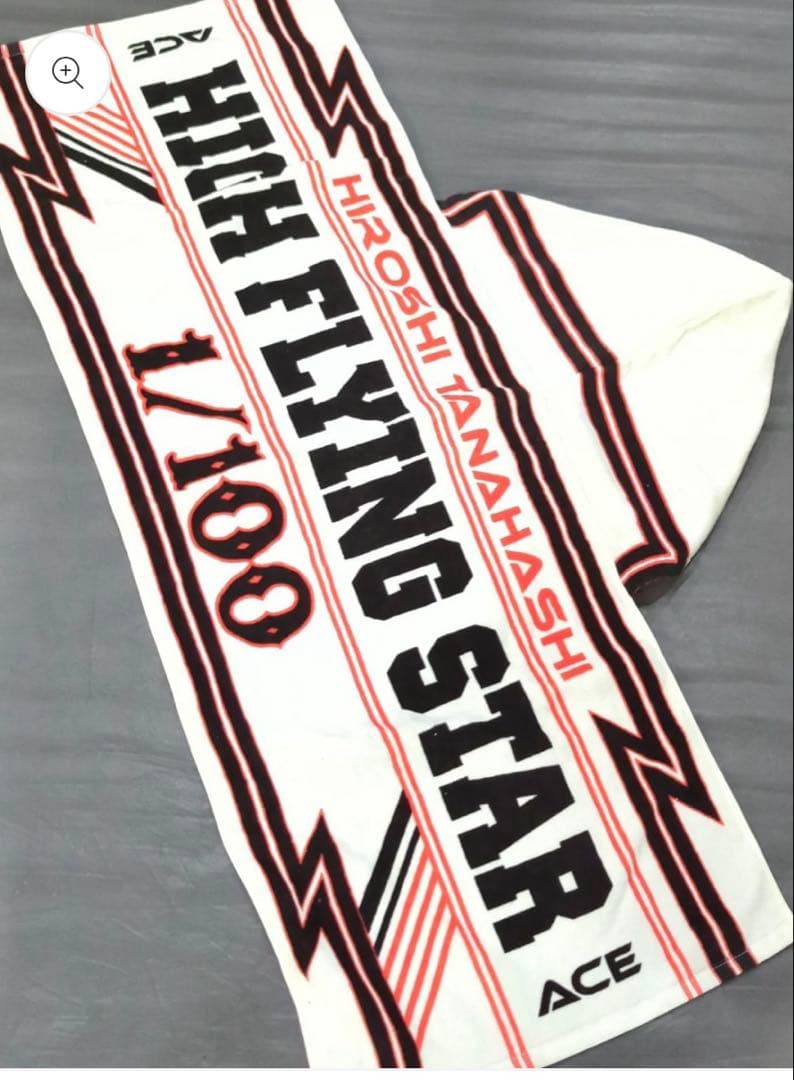 ACE
HIGH FLYING STAR
HIROSHI TANAHASHI
1/100
ACE